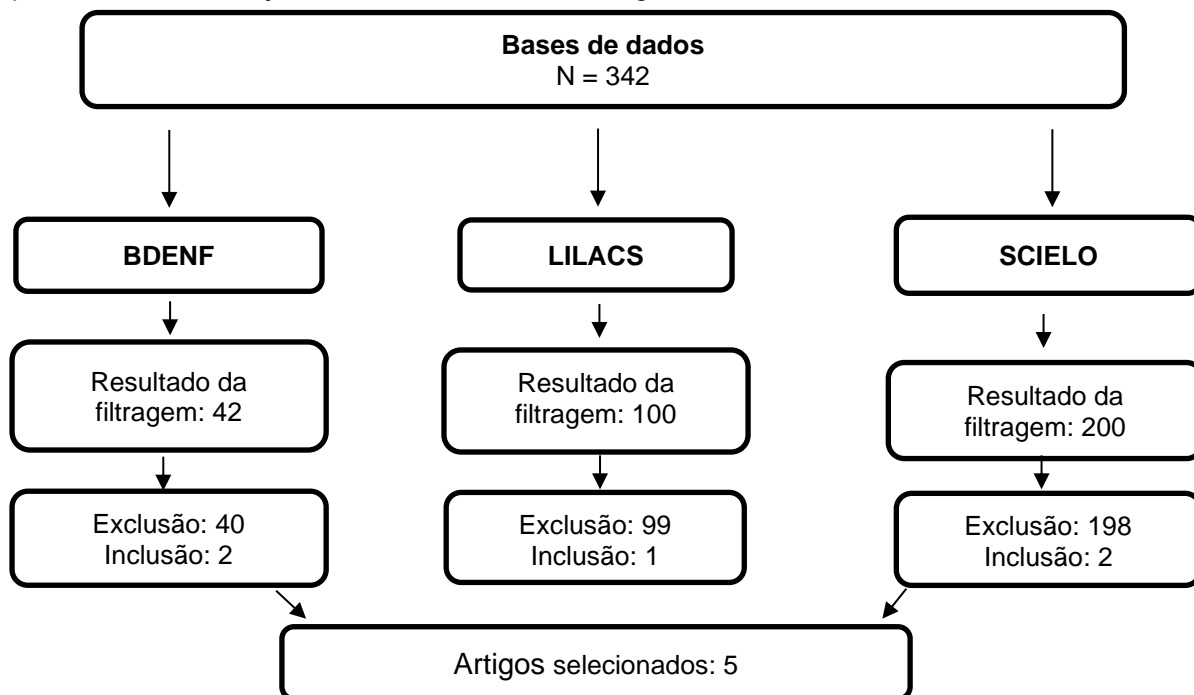 Bases de dados
N = 342
BDENF
LILACS
SCIELO
Resultado da
filtragem: 42
Resultado da
filtragem: 100
Resultado da
filtragem: 200
Exclusão: 40
Inclusão: 2
Exclusão: 99
Inclusão: 1
Exclusão: 198
Inclusão: 2
Artigos selecionados: 5